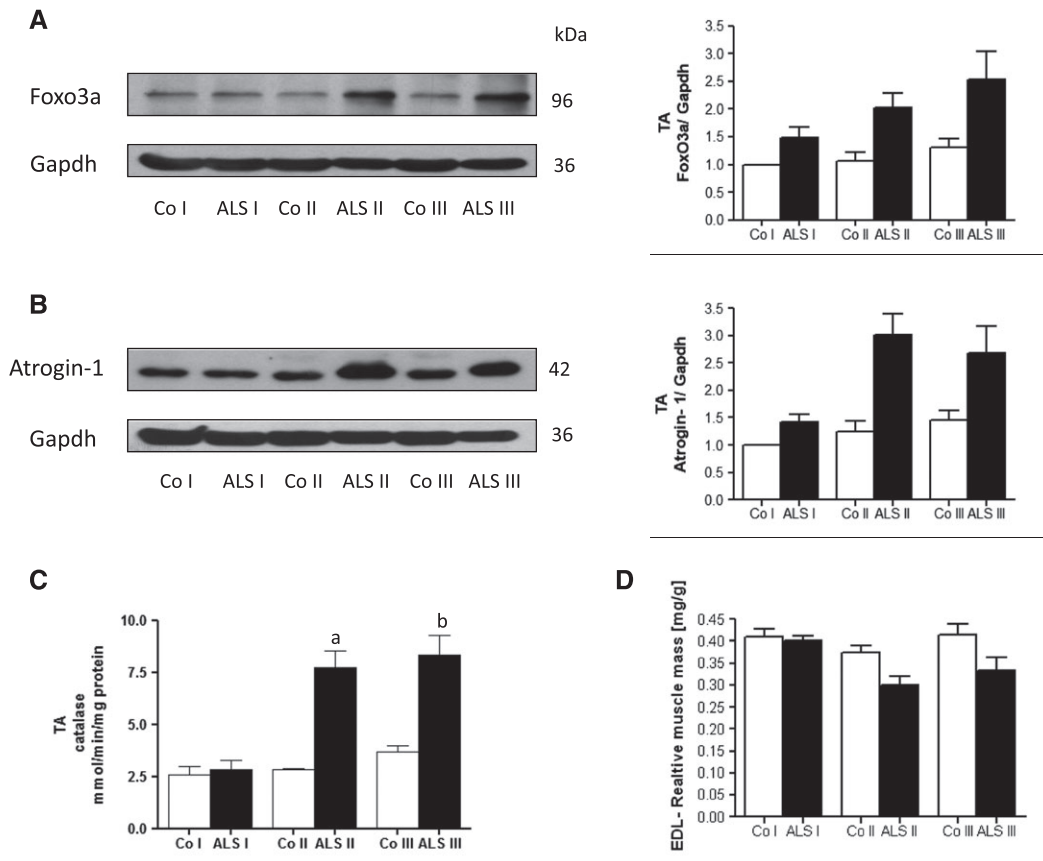 A
kDa
Foxo3a
96
Gapdh
36
Co I ALS I Co II ALS II Co III ALS III
TA
FoxO3a/ Gapdh
3.5
3.0
2.5
2.0
1.5
1.0
0.5
0.0
Co I ALS I Co II ALS II Co III ALS III
B
Atrogin-1
42
Gapdh
36
Co I ALS I Co II ALS II Co III ALS III
TA
Atrogin- 1/ Gapdh
3.5
3.0
2.5
2.0
1.5
1.0
0.5
0.0
Co I ALS I Co II ALS II Co III ALS III
C
TA
catalase
mmol/min/mg protein
10.0
7.5
5.0
2.5
0.0
a
b
Co I ALS I Co II ALS II Co III ALS III
D
EDL- Realtive muscle mass [mg/g]
0.45
0.40
0.35
0.30
0.25
0.20
0.15
0.10
0.05
0.00
Co I ALS I Co II ALS II Co III ALS III